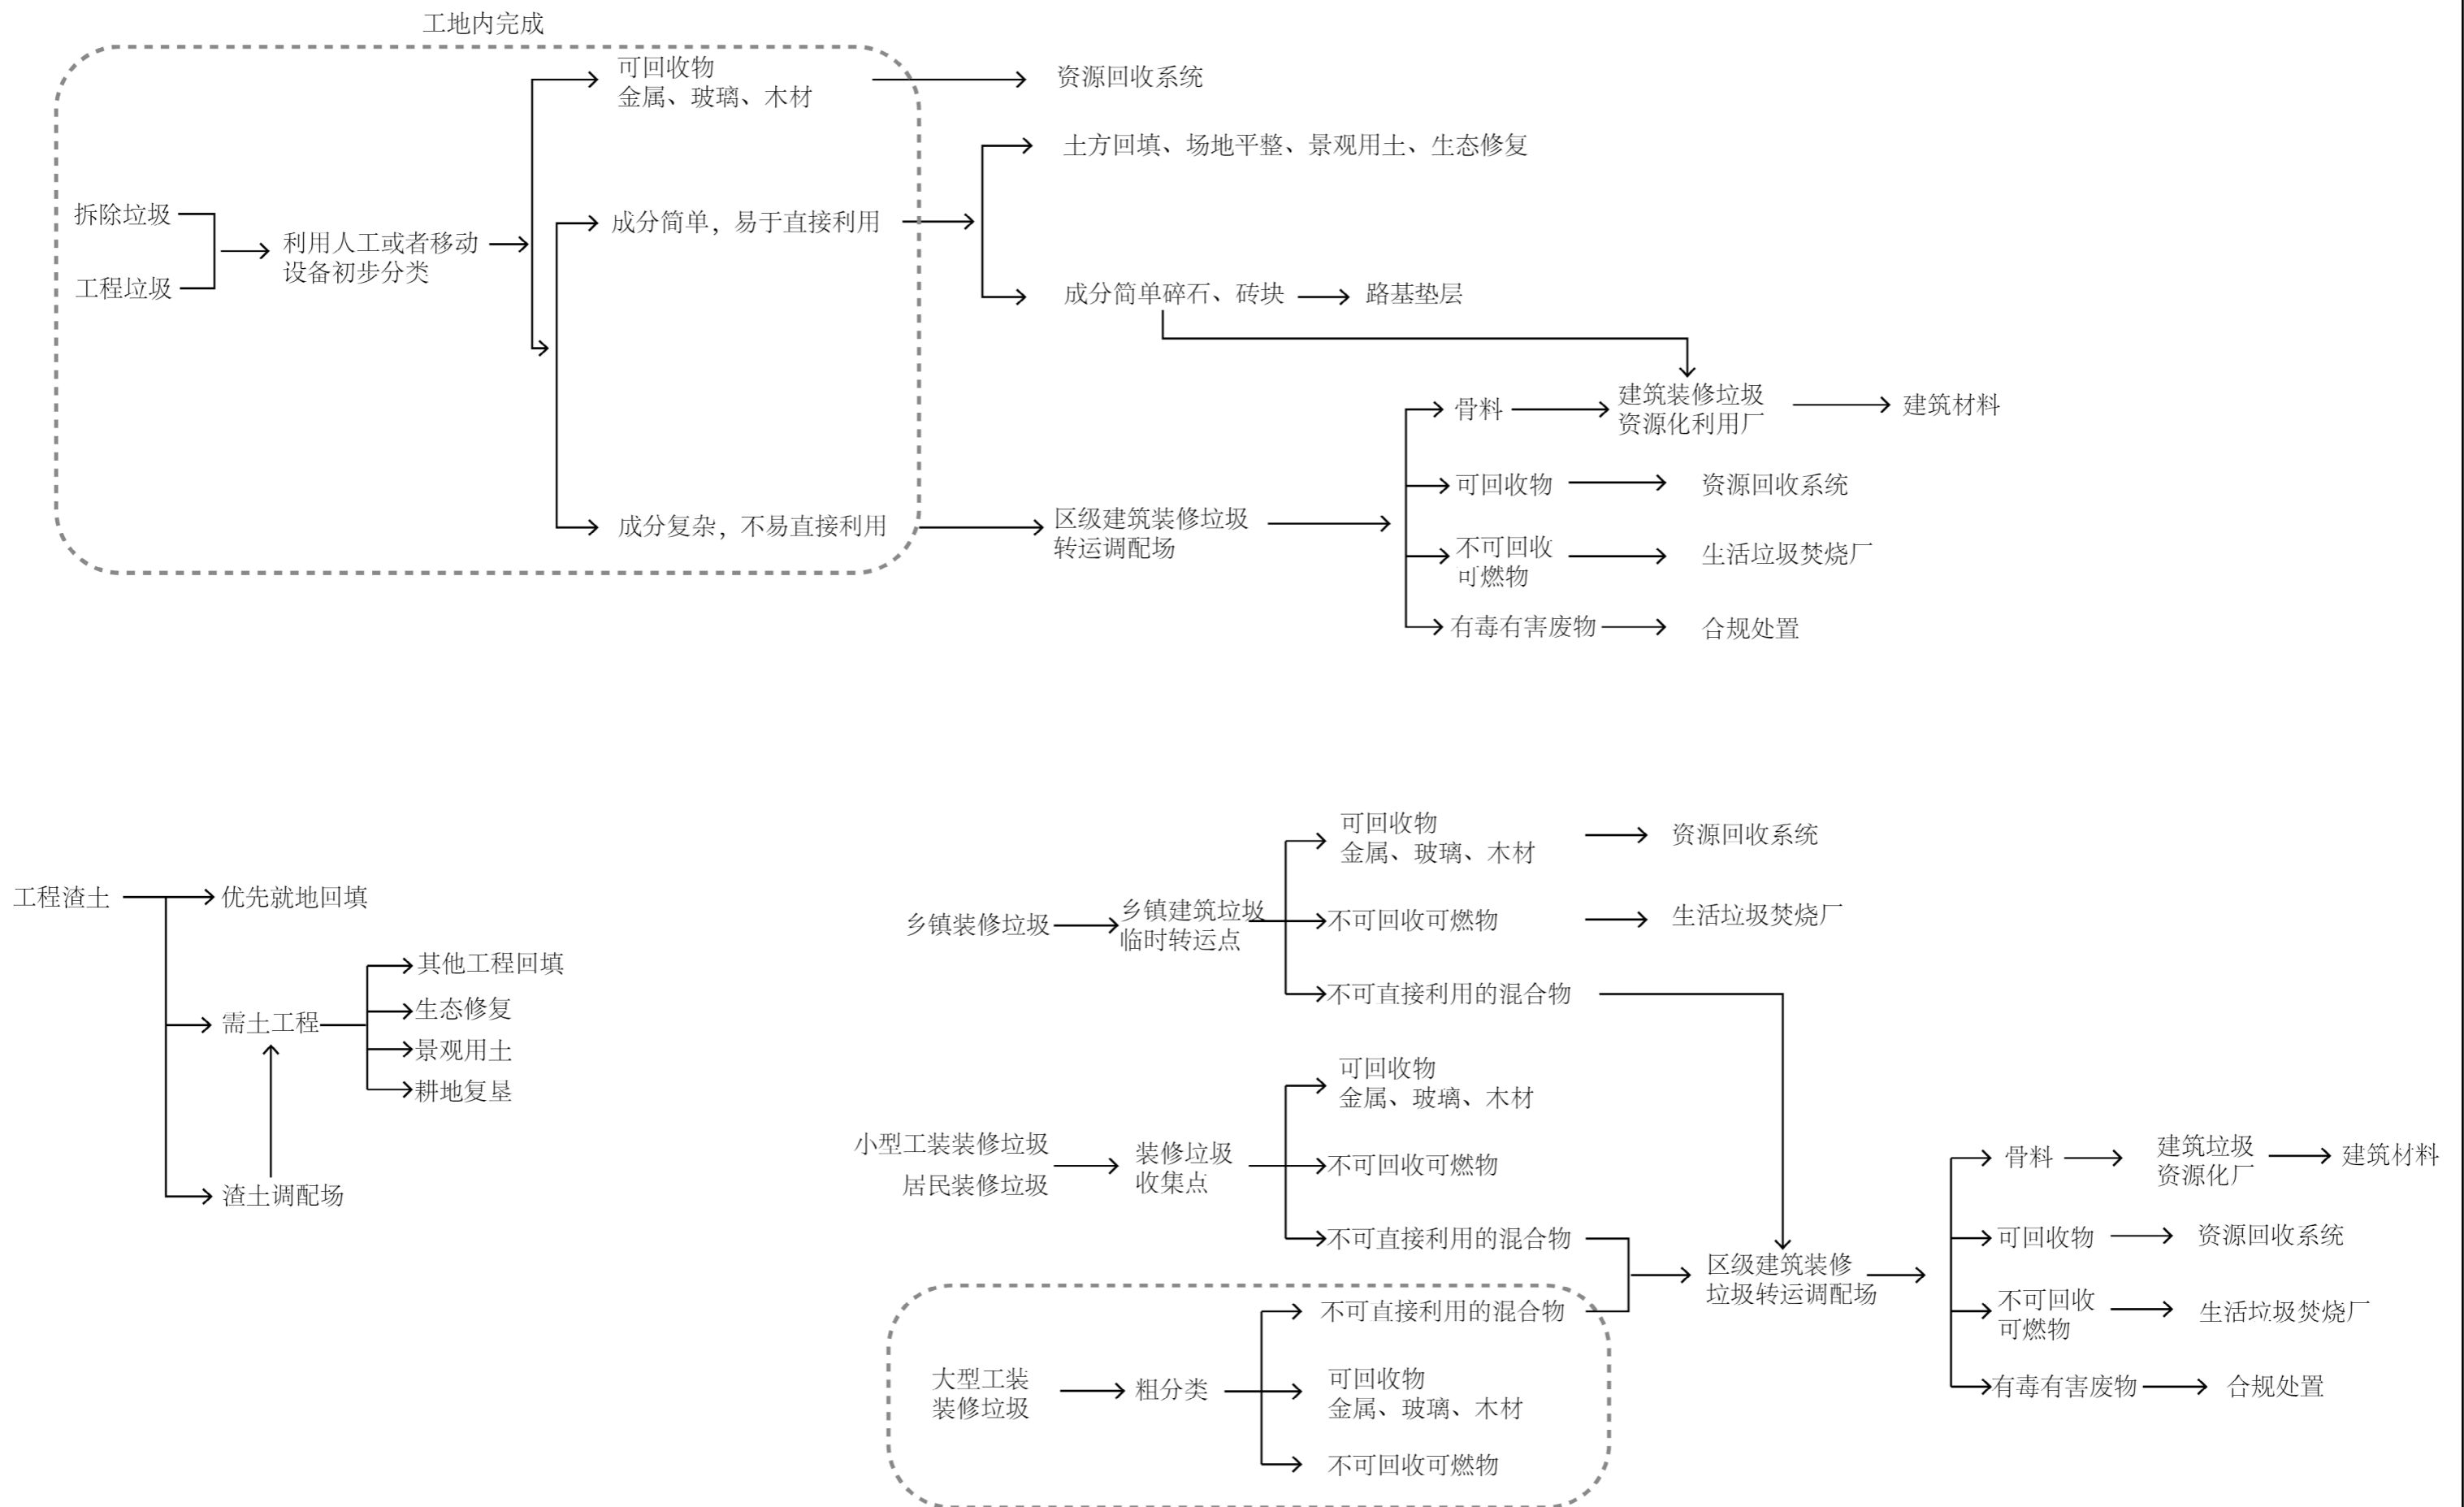 工地内完成
可回收物
金属、玻璃、木材
资源回收系统
土方回填、场地平整、景观用土、生态修复
拆除垃圾
工程垃圾
利用人工或者移动
设备初步分类
成分简单，易于直接利用
成分简单碎石、砖块
路基垫层
骨料
建筑装修垃圾
资源化利用厂
建筑材料
可回收物
资源回收系统
成分复杂，不易直接利用
区级建筑装修垃圾
转运调配场
不可回收
可燃物
生活垃圾焚烧厂
有毒有害废物
合规处置
工程渣土
优先就地回填
其他工程回填
生态修复
需土工程
景观用土
耕地复垦
渣土调配场
可回收物
金属、玻璃、木材
资源回收系统
乡镇装修垃圾
乡镇建筑垃圾
临时转运点
不可回收可燃物
生活垃圾焚烧厂
不可直接利用的混合物
可回收物
金属、玻璃、木材
小型工装装修垃圾
居民装修垃圾
装修垃圾
收集点
不可回收可燃物
不可直接利用的混合物
区级建筑装修
垃圾转运调配场
骨料
建筑垃圾
资源化厂
建筑材料
可回收物
资源回收系统
不可回收
可燃物
生活垃圾焚烧厂
有毒有害废物
合规处置
不可直接利用的混合物
大型工装
装修垃圾
粗分类
可回收物
金属、玻璃、木材
不可回收可燃物